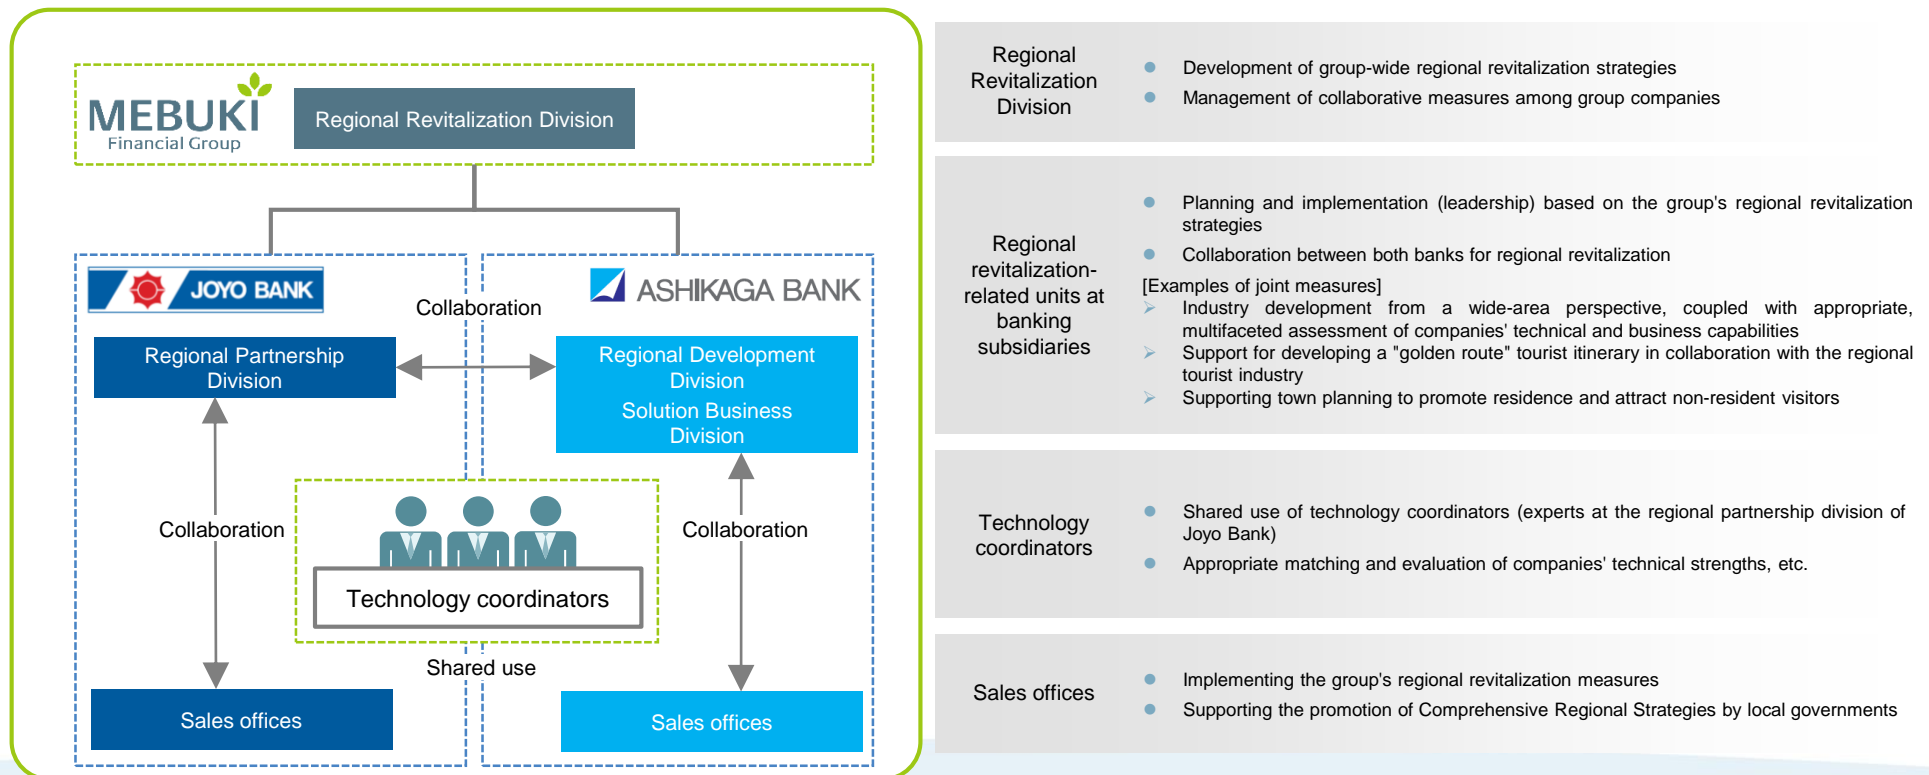 MEBUKI
Financial Group
Regional Revitalization Division
JOYO BANK
ASHIKAGA BANK
Collaboration
Regional Partnership
Division
Regional Development
Division
Solution Business
Division
Collaboration
Collaboration
Technology coordinators
Shared use
Sales offices
Sales offices
Regional
Revitalization
Division
Development of group-wide regional revitalization strategies
Management of collaborative measures among group companies
Regional
revitalization-
related units at
banking
subsidiaries
Planning and implementation (leadership) based on the group's regional revitalization
strategies
Collaboration between both banks for regional revitalization
[Examples of joint measures]
Industry development from a wide-area perspective, coupled with appropriate,
multifaceted assessment of companies' technical and business capabilities
Support for developing a "golden route" tourist itinerary in collaboration with the regional
tourist industry
Supporting town planning to promote residence and attract non-resident visitors
Technology
coordinators
Shared use of technology coordinators (experts at the regional partnership division of
Joyo Bank)
Appropriate matching and evaluation of companies' technical strengths, etc.
Sales offices
Implementing the group's regional revitalization measures
Supporting the promotion of Comprehensive Regional Strategies by local governments